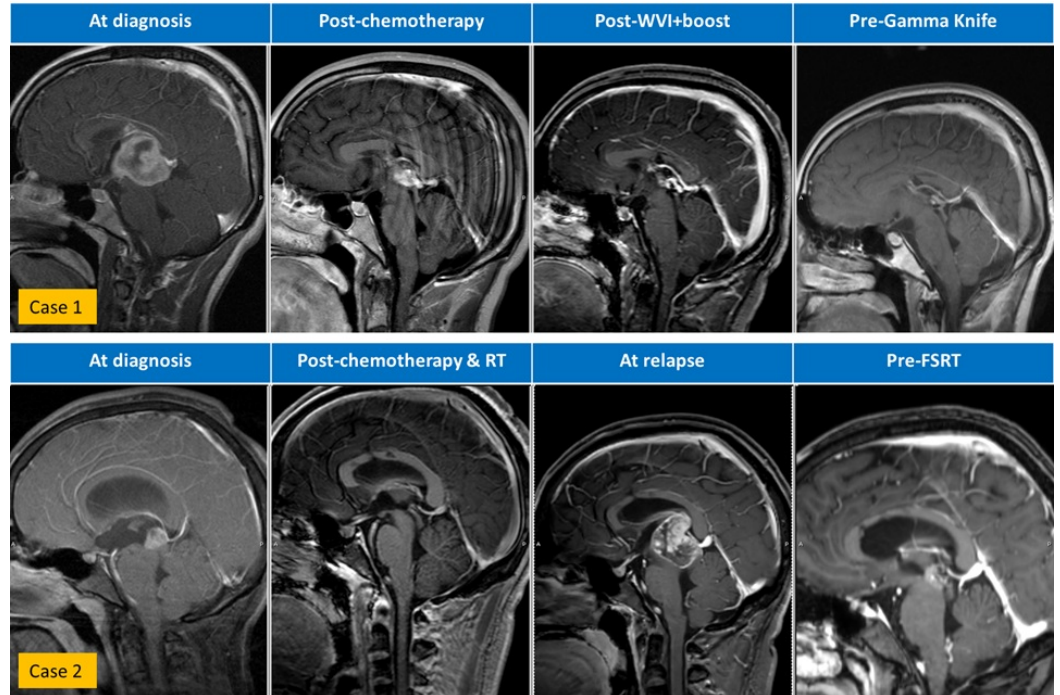 At diagnosis
Post-chemotherapy
Post-WVI+boost
Pre-Gamma Knife
Case 1
At diagnosis
Post-chemotherapy & RT
At relapse
Pre-FSRT
Case 2